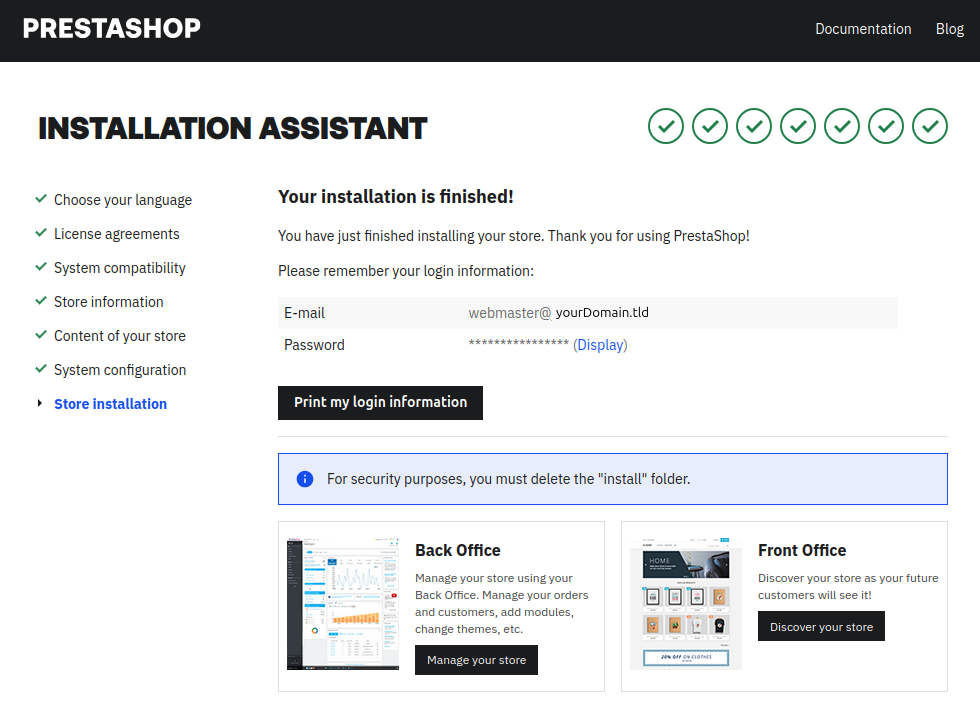 PRESTASHOP
Documentation Blog
INSTALLATION ASSISTANT
Choose your language
License agreements
System compatibility
Store information
Content of your store
System configuration
Store installation
Your installation is finished!
You have just finished installing your store. Thank you for using PrestaShop!
Please remember your login information:
E-mail webmaster@ yourDomain.tld
Password **************** (Display)
Print my login information
For security purposes, you must delete the "install" folder.
Back Office
Manage your store using your
Back Office. Manage your orders
and customers, add modules,
change themes, etc.
Manage your store
HOME
20% OFF ON CLOTHES
Front Office
Discover your store as your future
customers will see it!
Discover your store